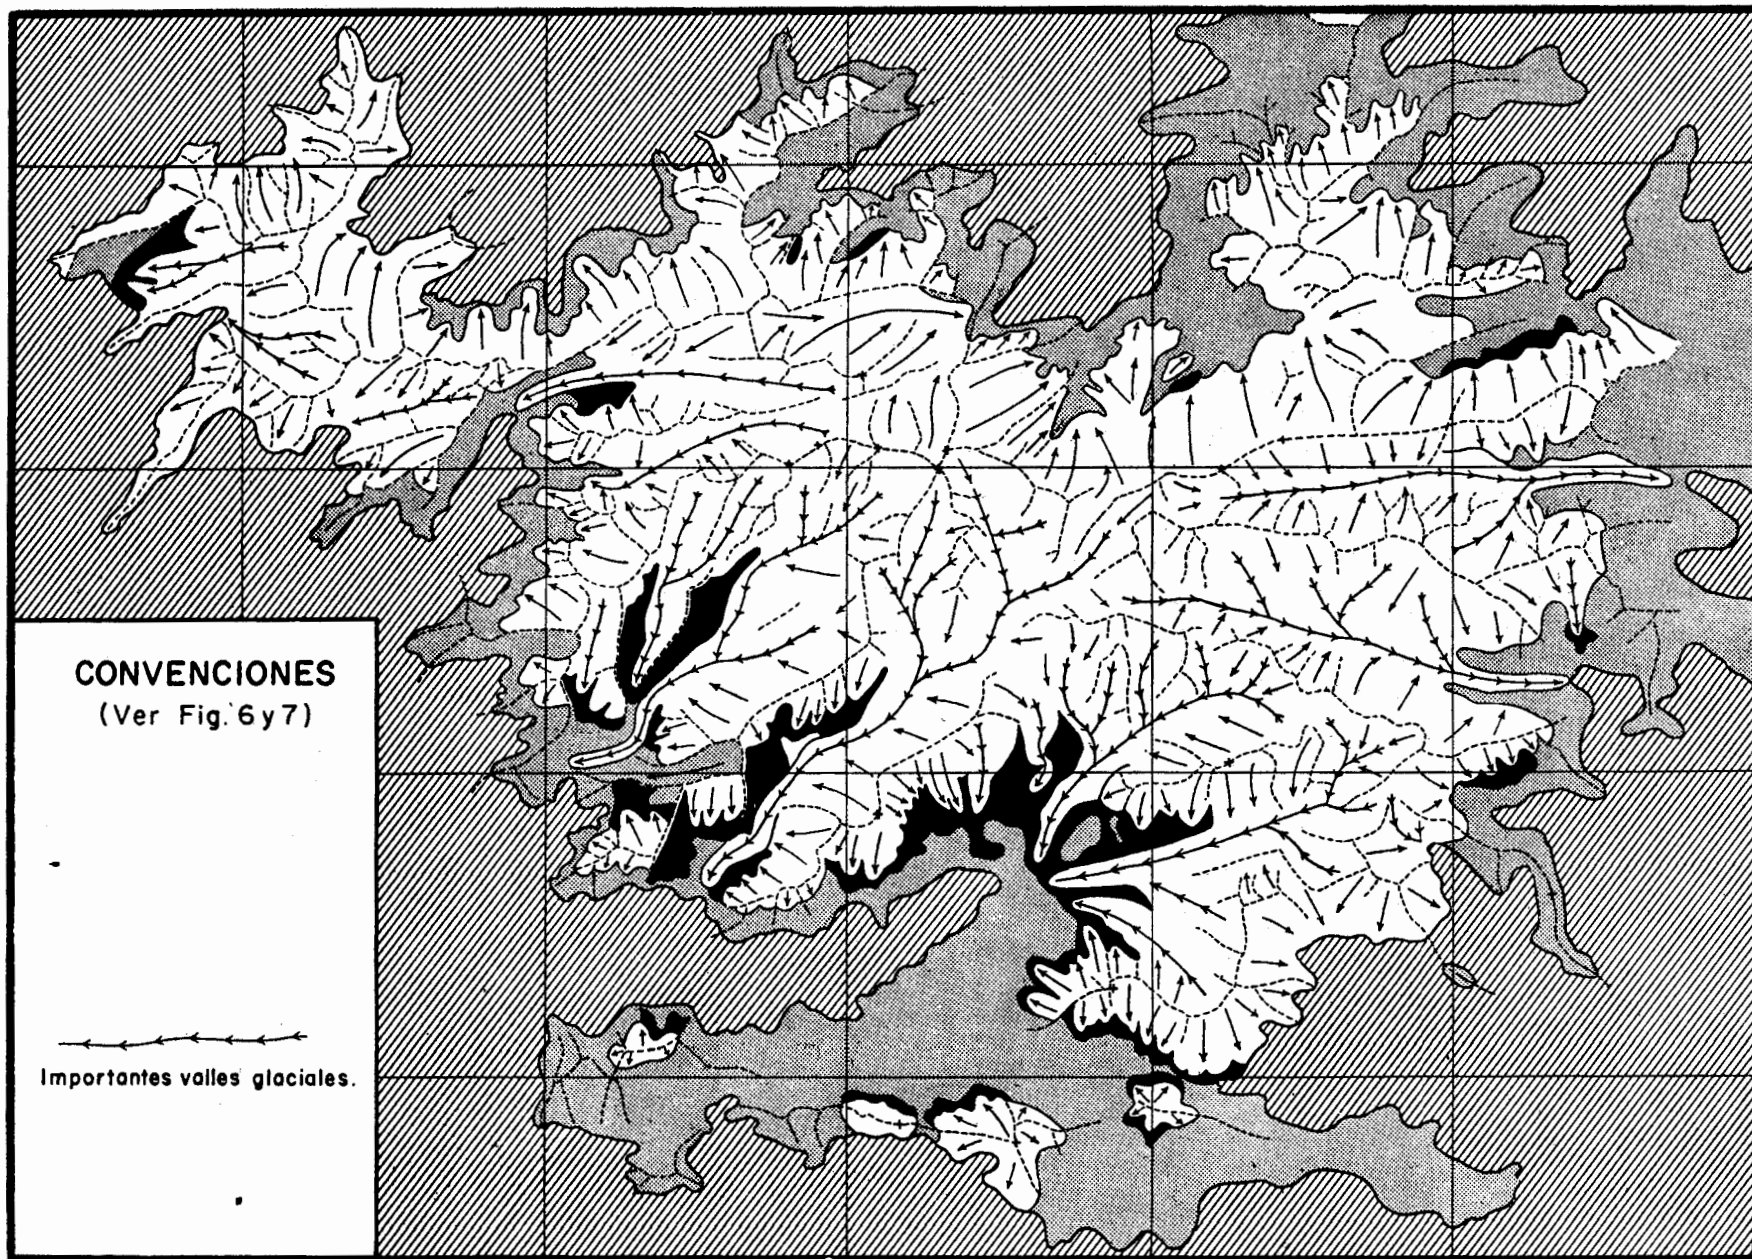 CONVENCIONES
(Ver Fig. 6 y 7)
Importantes valles glaciales.